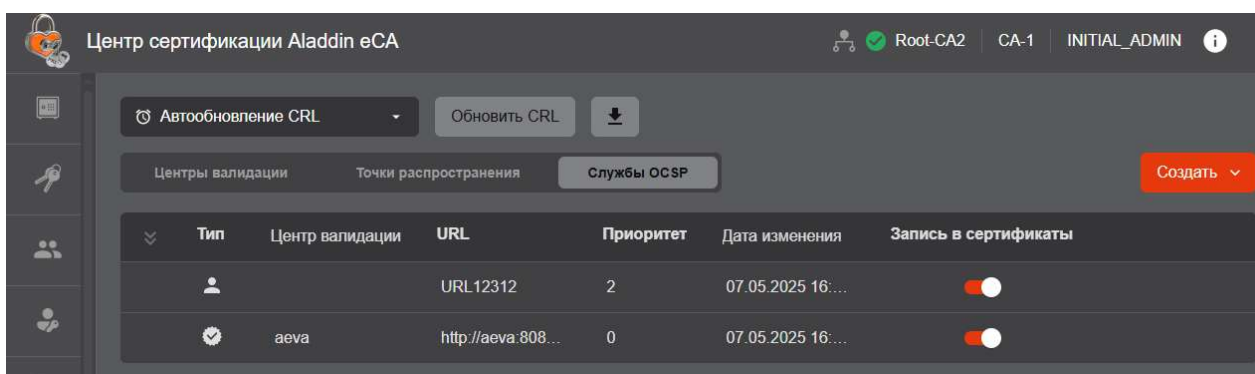 Центр сертификации Aladdin eCA Root-CA2 CA-1 INITIAL_ADMIN
Автообновление CRL Обновить CRL
Центры валидации Точки распространения Службы OCSP Создать
Тип Центр валидации URL Приоритет Дата изменения Запись в сертификаты
URL12312 2 07.05.2025 16:...
aeva http://aeva:808... 0 07.05.2025 16:...